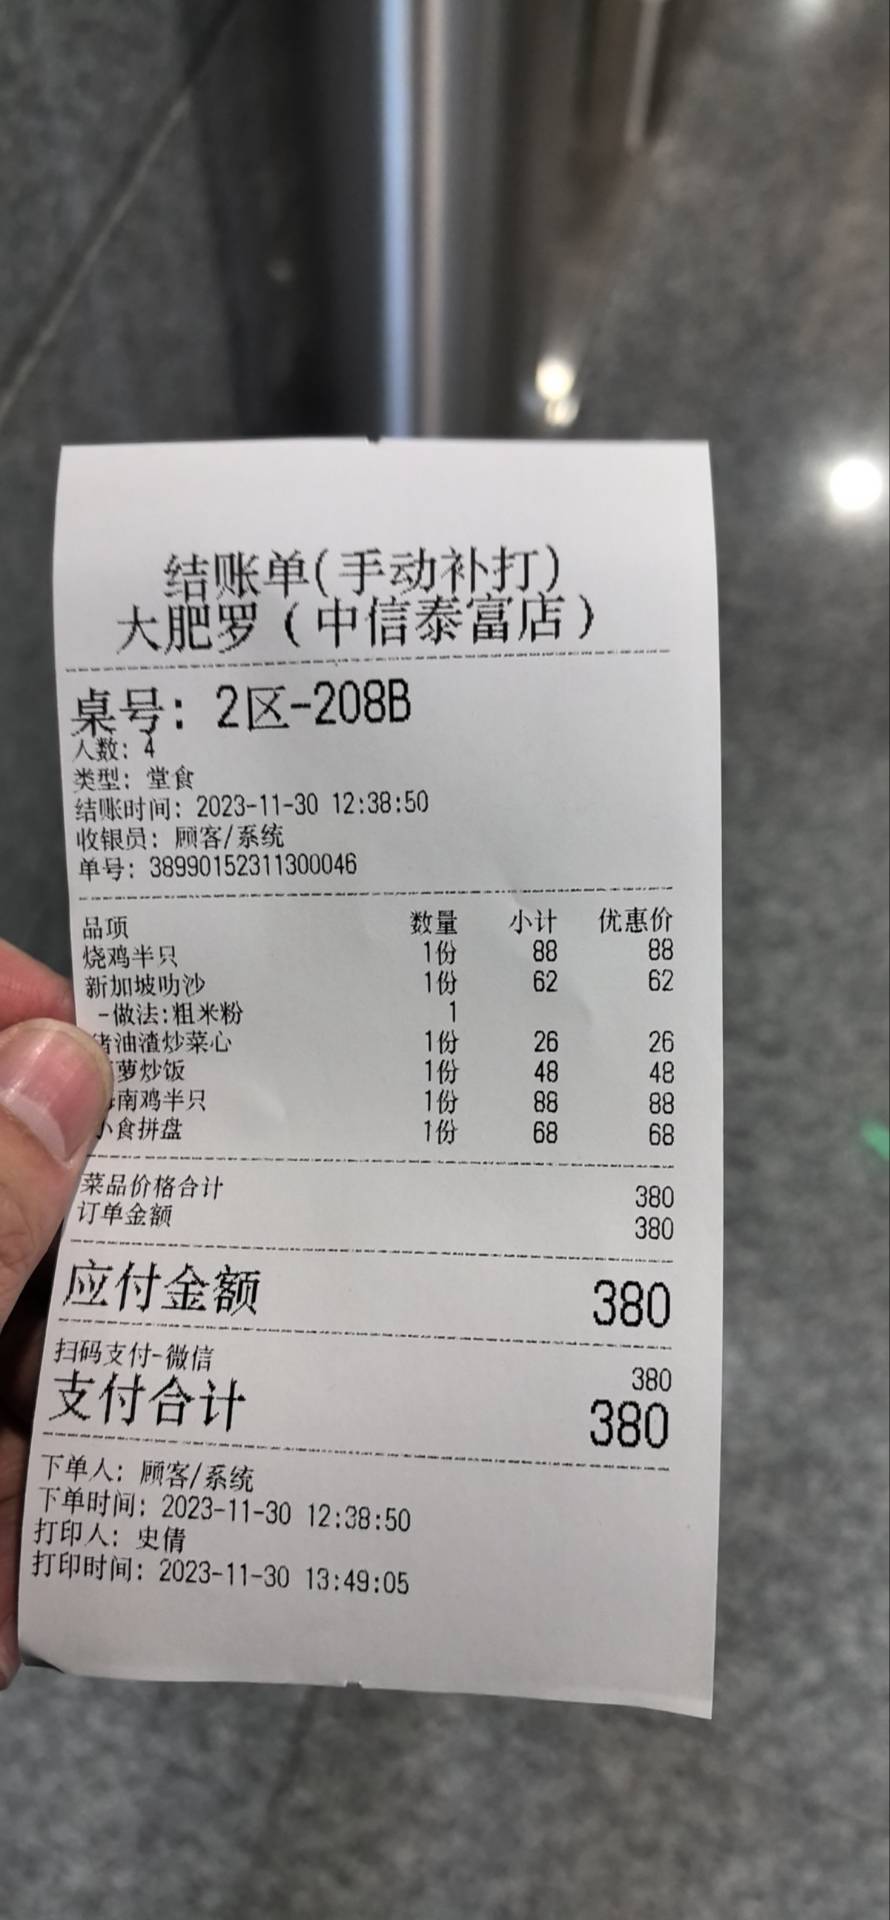 结账单(手动补打)
大肥罗(中信泰富店)
桌号: 2区-208B
人数: 4
类型: 堂食
结账时间: 2023-11-30 12:38:50
收银员: 顾客/系统
单号: 38990152311300046
品项 数量 小计 优惠价
烧鸡半只 1份 88 88
新加坡叻沙 1份 62 62
-做法:粗米粉 1
猪油渣炒菜心 1份 26 26
萝炒饭 1份 48 48
南鸡半只 1份 88 88
小食拼盘 1份 68 68
菜品价格合计 380
订单金额 380
应付金额 380
扫码支付-微信 380
支付合计 380
下单人: 顾客/系统
下单时间: 2023-11-30 12:38:50
打印人: 史倩
打印时间: 2023-11-30 13:49:05